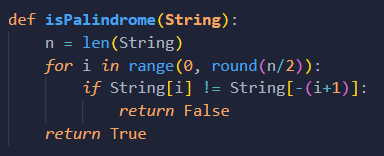 def isPalindrome(String):
    n = len(String)
    for i in range(0, round(n/2)):
        if String[i] != String[-(i+1)]:
            return False
    return True